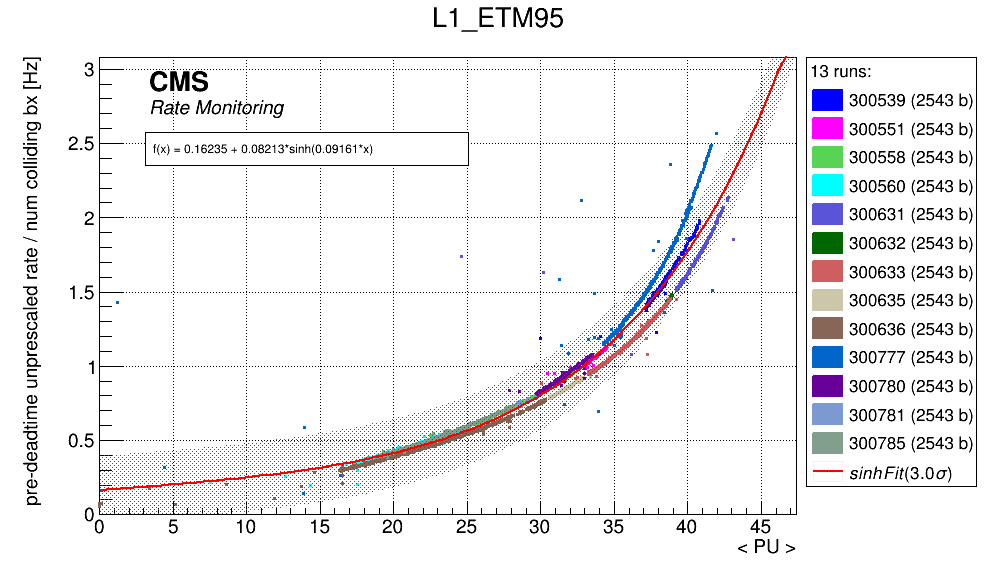 L1_ETM95
pre-deadtime unprescaled rate / num colliding bx [Hz]
3
2.5
2
1.5
1
0.5
0
CMS
Rate Monitoring
f(x) = 0.16235 + 0.08213*sinh(0.09161*x)
0 5 10 15 20 25 30 35 40 45
< PU >
13 runs:
300539 (2543 b)
300551 (2543 b)
300558 (2543 b)
300560 (2543 b)
300631 (2543 b)
300632 (2543 b)
300633 (2543 b)
300635 (2543 b)
300636 (2543 b)
300777 (2543 b)
300780 (2543 b)
300781 (2543 b)
300785 (2543 b)
sinhFit(3.0σ)